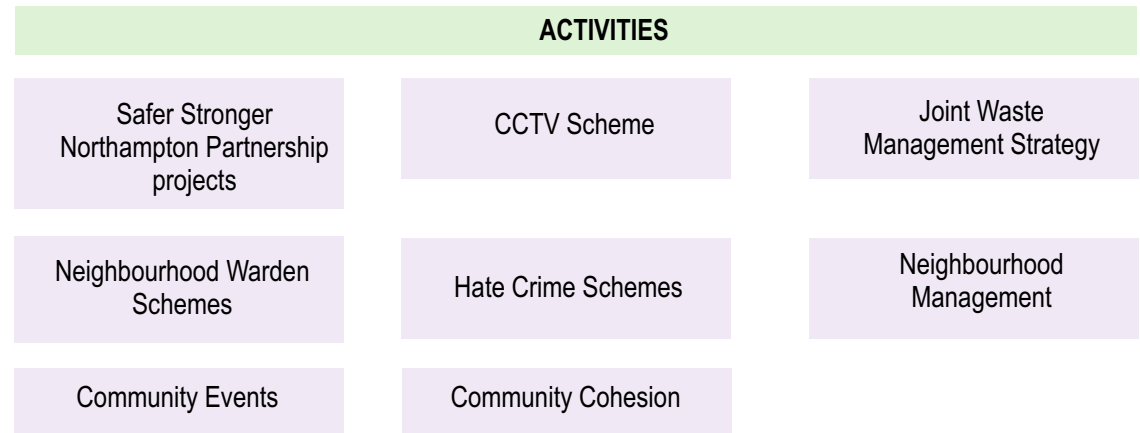 ACTIVITIES
Safer Stronger
Northampton Partnership
projects
CCTV Scheme
Joint Waste
Management Strategy
Neighbourhood Warden
Schemes
Hate Crime Schemes
Neighbourhood
Management
Community Events
Community Cohesion